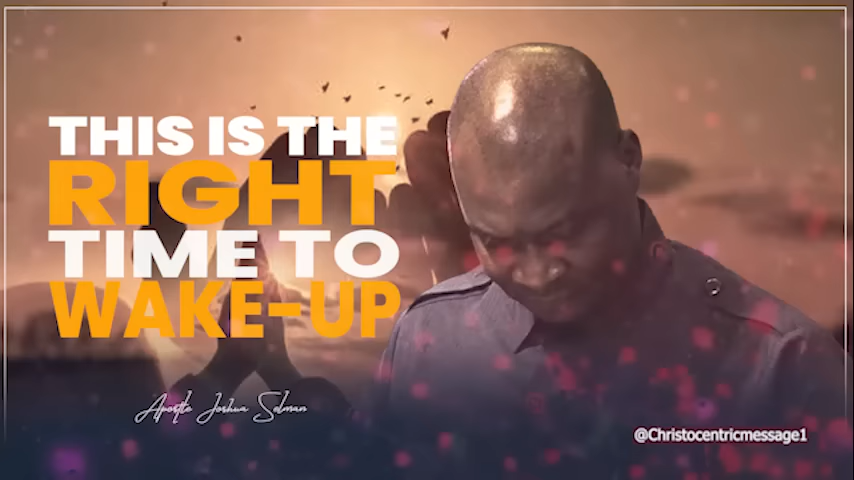 THIS IS THE
RIGHT
TIME TO
WAKE-UP
Apostle Joshua Selman
@Christocentricmessage1